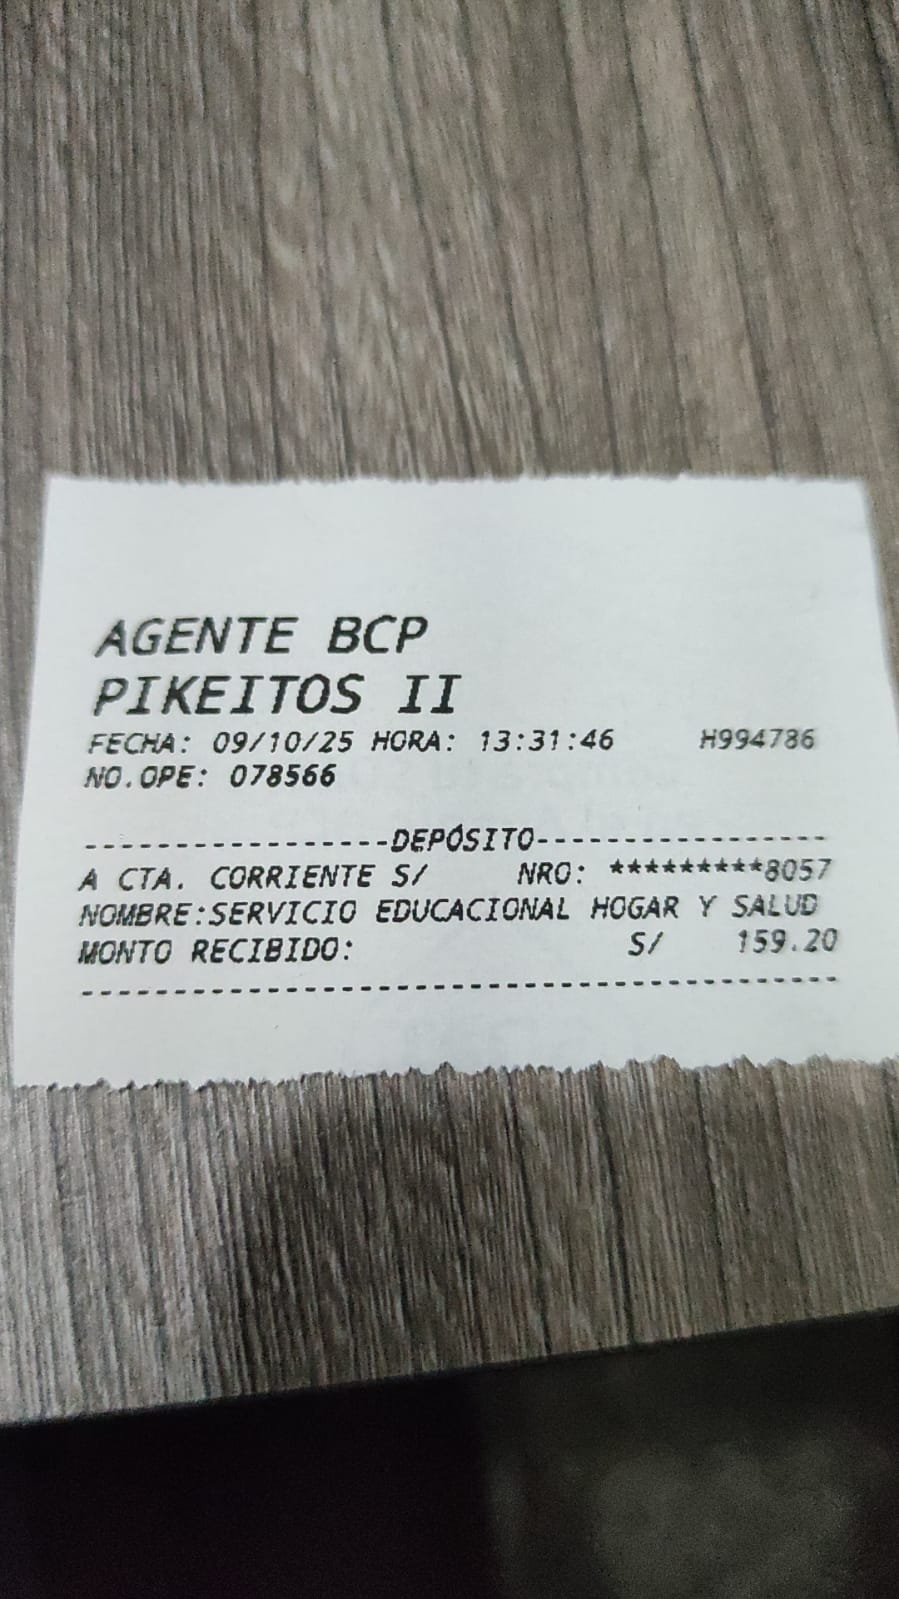 AGENTE BCP
PIKEITOS II
FECHA: 09/10/25 HORA: 13:31:46 H994786
NO.OPE: 078566
-----------------DEPÓSITO-----------------
A CTA. CORRIENTE S/ NRO: *********8057
NOMBRE:SERVICIO EDUCACIONAL HOGAR Y SALUD
MONTO RECIBIDO: S/ 159.20
------------------------------------------